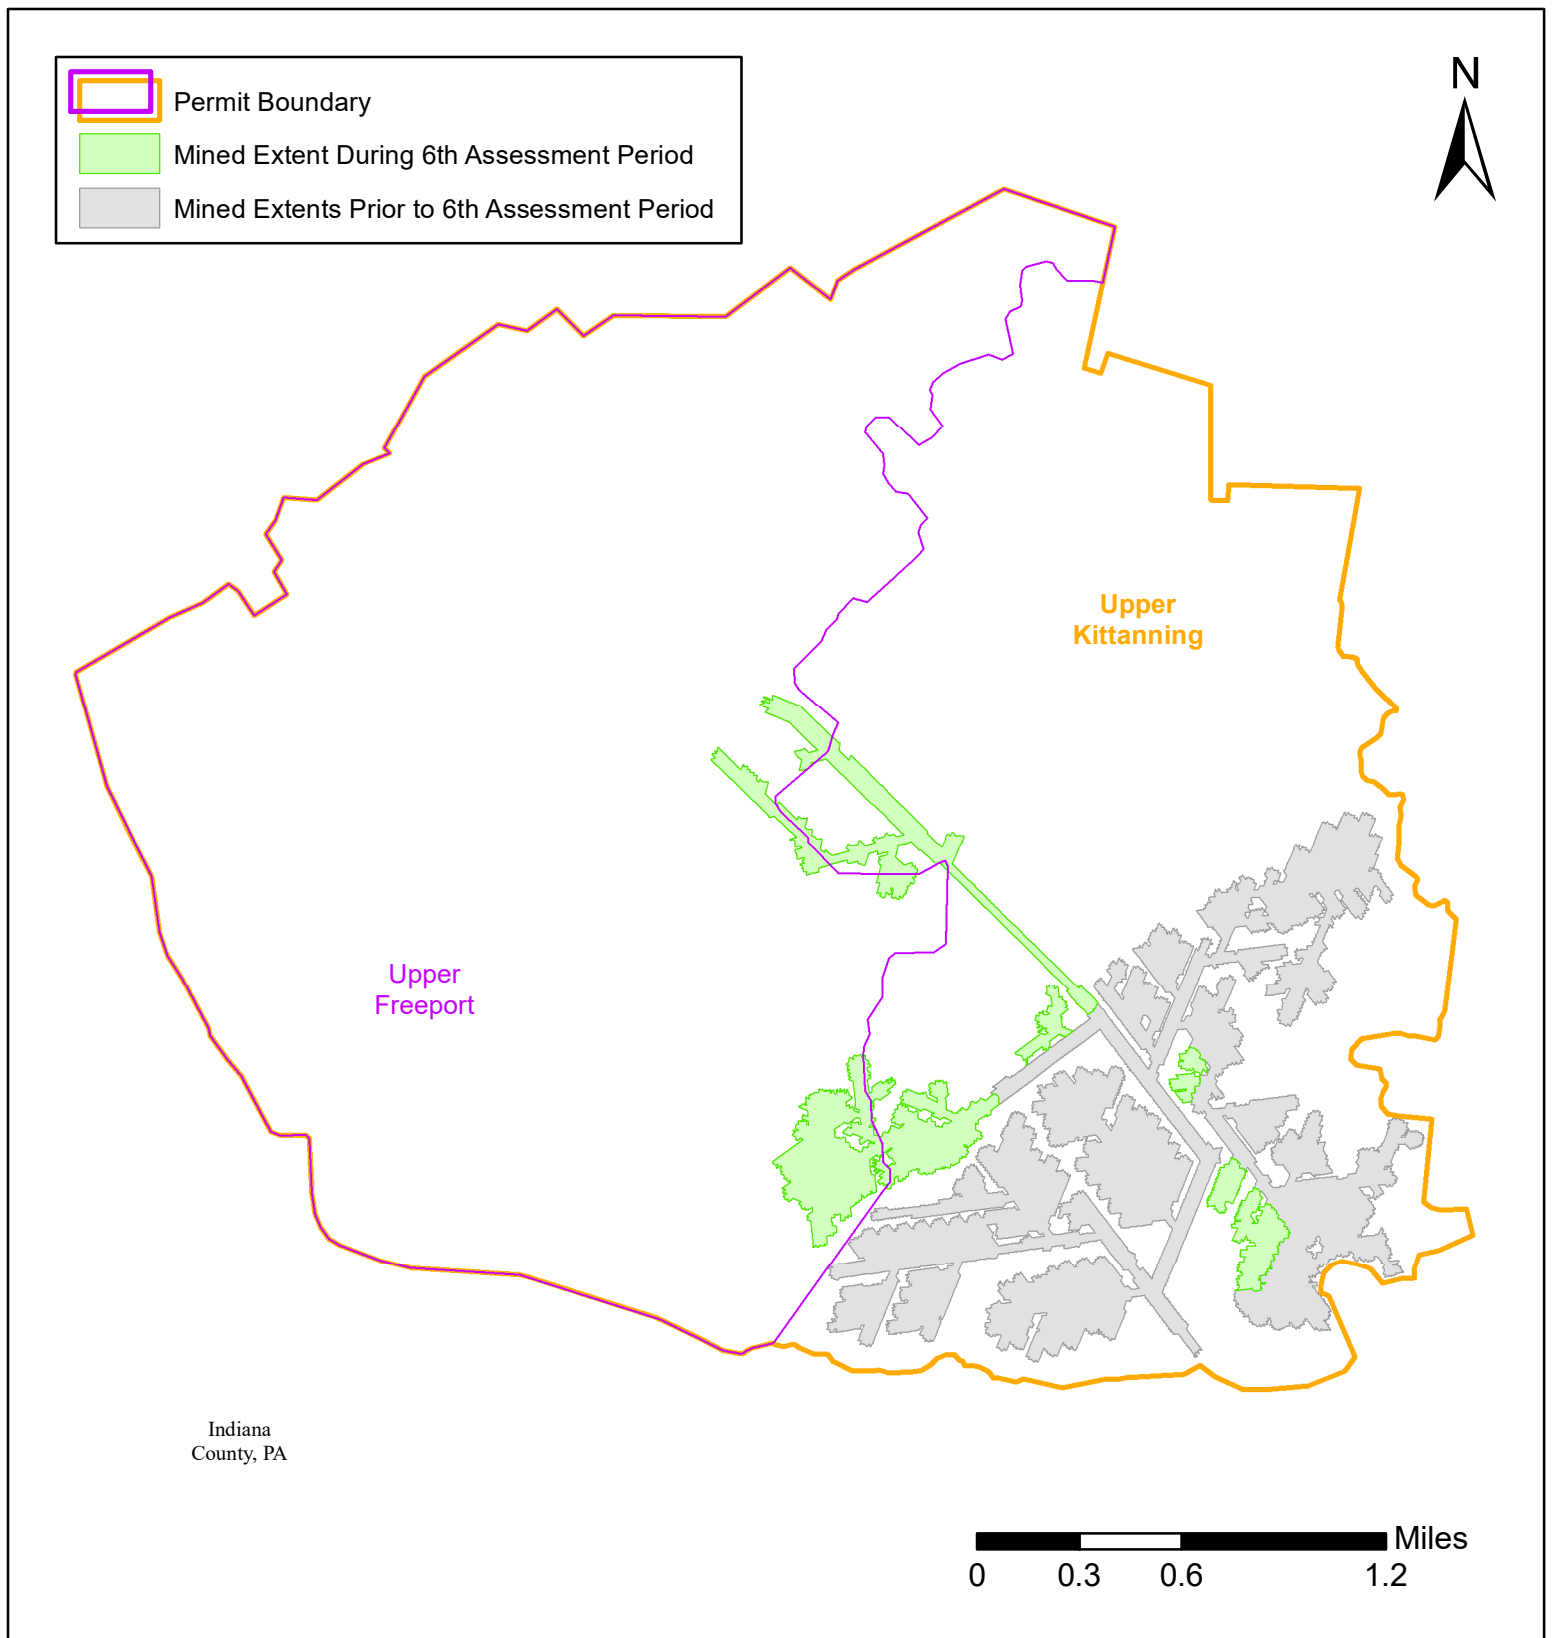 Permit Boundary
Mined Extent During 6th Assessment Period
Mined Extents Prior to 6th Assessment Period
N
Upper
Kittanning
Upper
Freeport
Indiana
County, PA
Miles
0 0.3 0.6 1.2